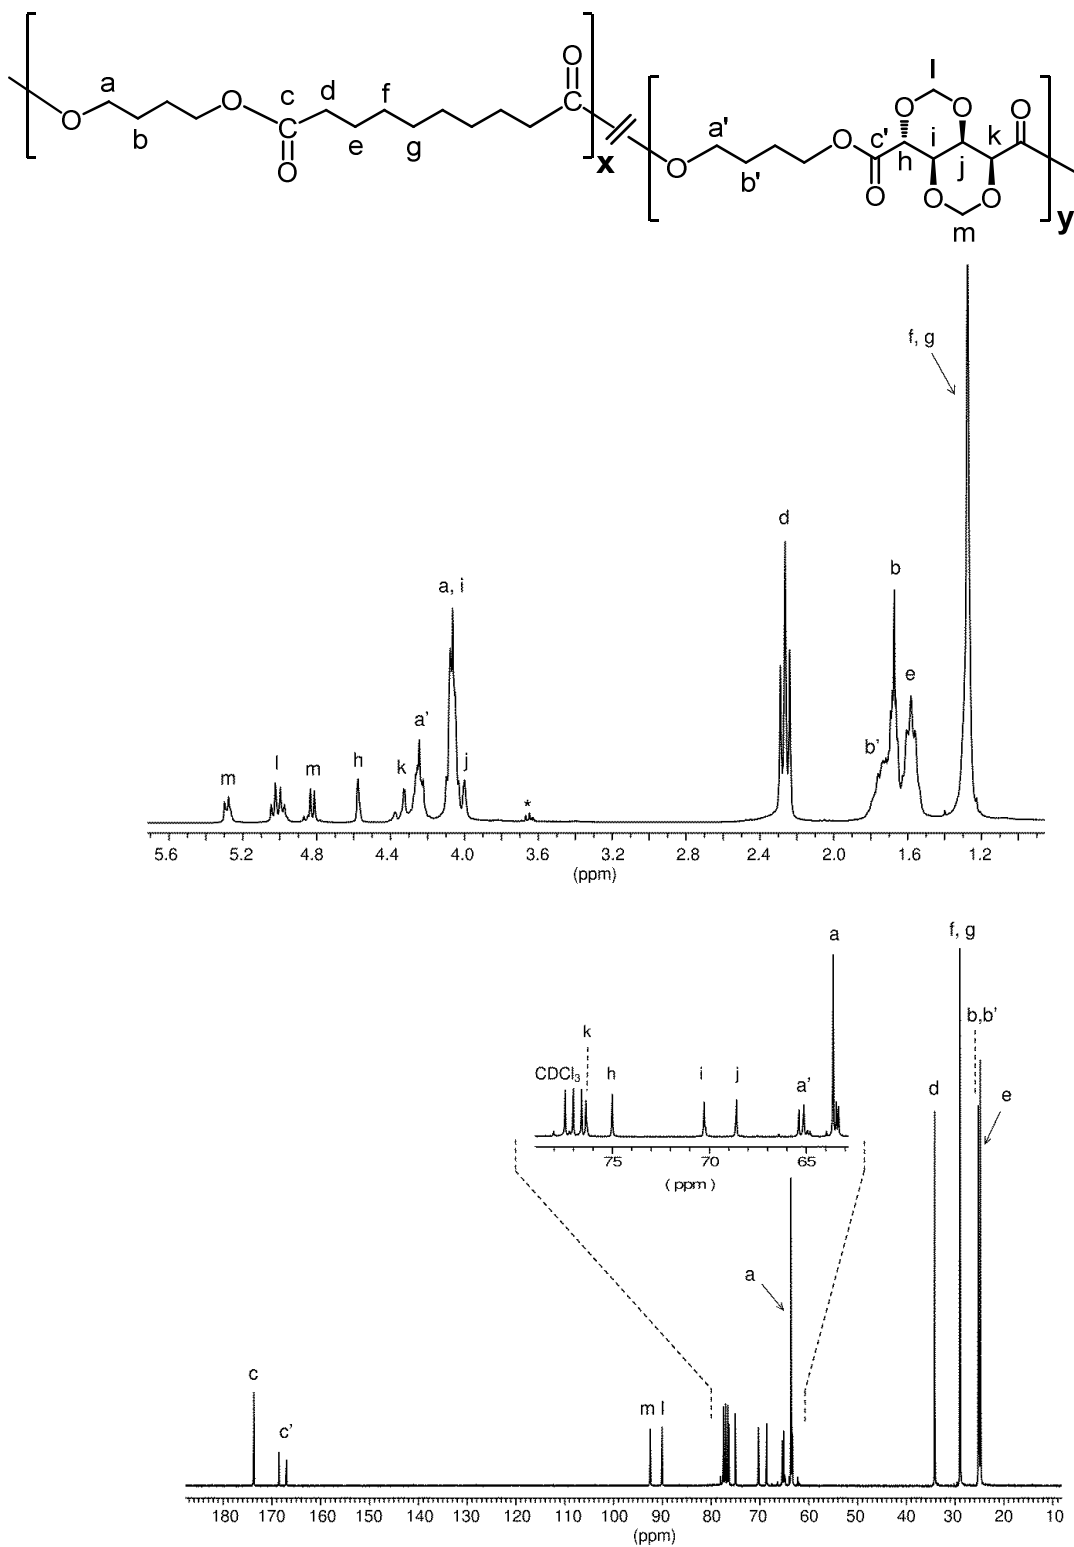 O
a
d
f
l
c
O
O
O
O
k
a'
O
c'
i
O
b
e
g
h
j
O
O
x
O
b'
O
O
O
y
m
f, g
d
b
a, i
e
a'
b'
m
l
m
h
k
j
*
5.6 5.2 4.8 4.4 4.0 3.6 3.2 2.8 2.4 2.0 1.6 1.2
(ppm)
a
f, g
k
b,b'
CDCl3
h
i
j
a'
d
e
75 70 65
( ppm )
a
c
m l
c'
180 170 160 150 140 130 120 110 100 90 80 70 60 50 40 30 20 10
(ppm)